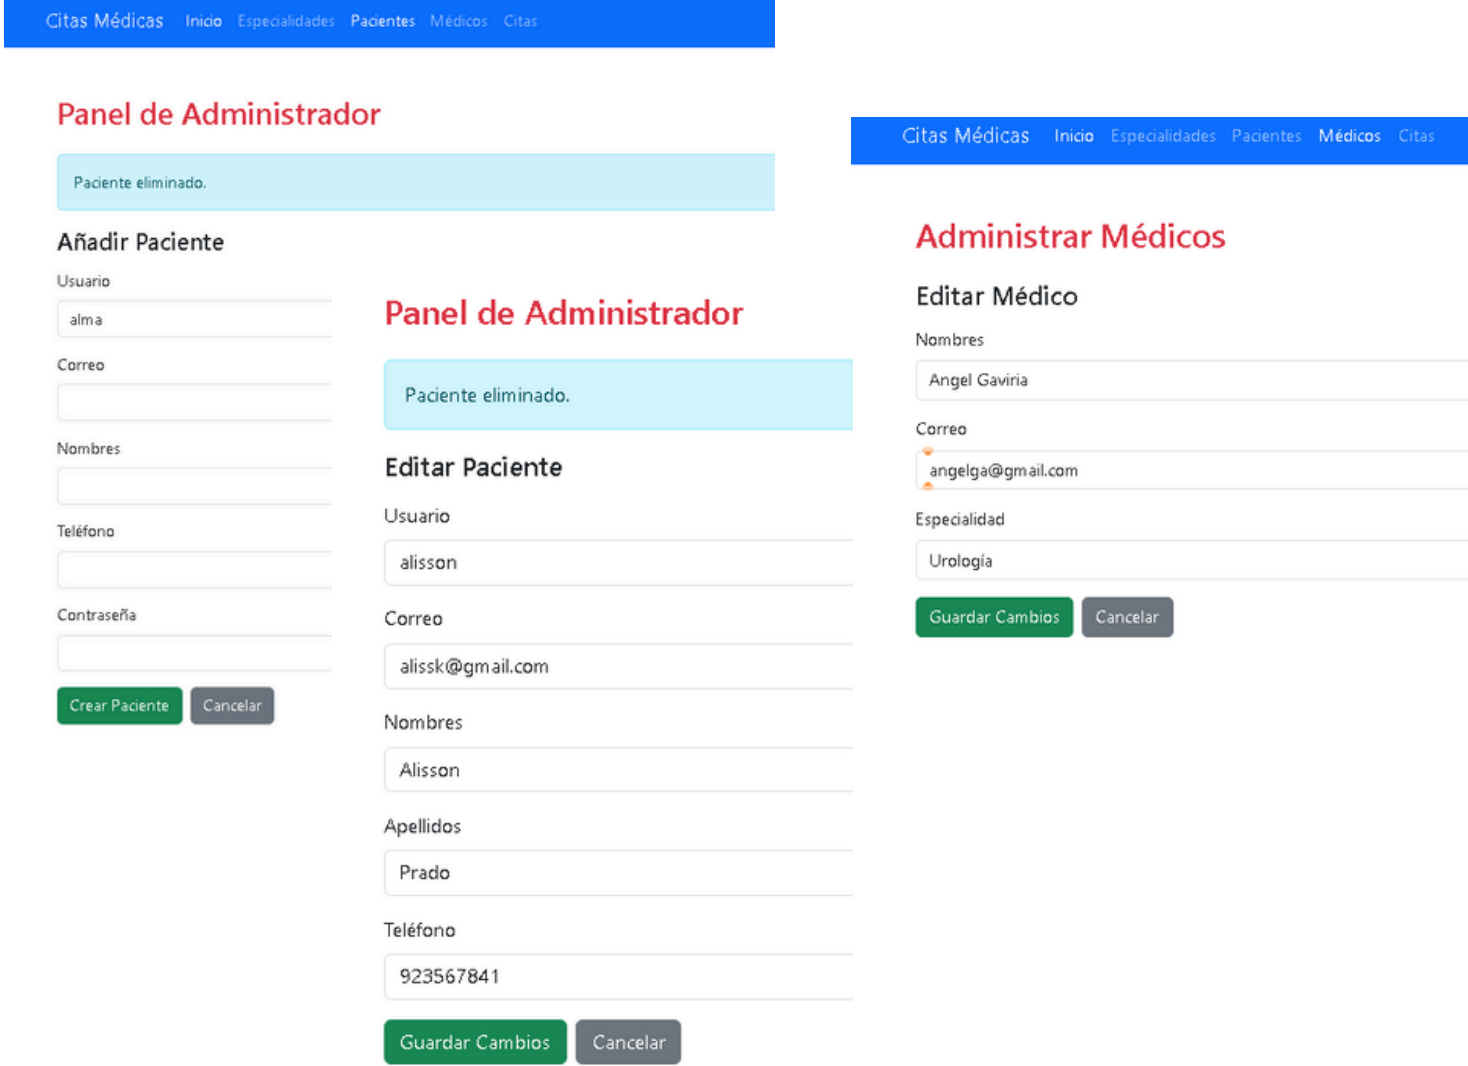 Citas Médicas Inicio Especialidades Pacientes Médicos Citas
Panel de Administrador
Paciente eliminado.
Añadir Paciente
Usuario
alma
Correo
Nombres
Teléfono
Contraseña
Crear Paciente Cancelar
Panel de Administrador
Paciente eliminado.
Editar Paciente
Usuario
alisson
Correo
alissk@gmail.com
Nombres
Alisson
Apellidos
Prado
Teléfono
923567841
Guardar Cambios Cancelar
Citas Médicas Inicio Especialidades Pacientes Médicos Citas
Administrar Médicos
Editar Médico
Nombres
Angel Gaviria
Correo
angelga@gmail.com
Especialidad
Urología
Guardar Cambios Cancelar